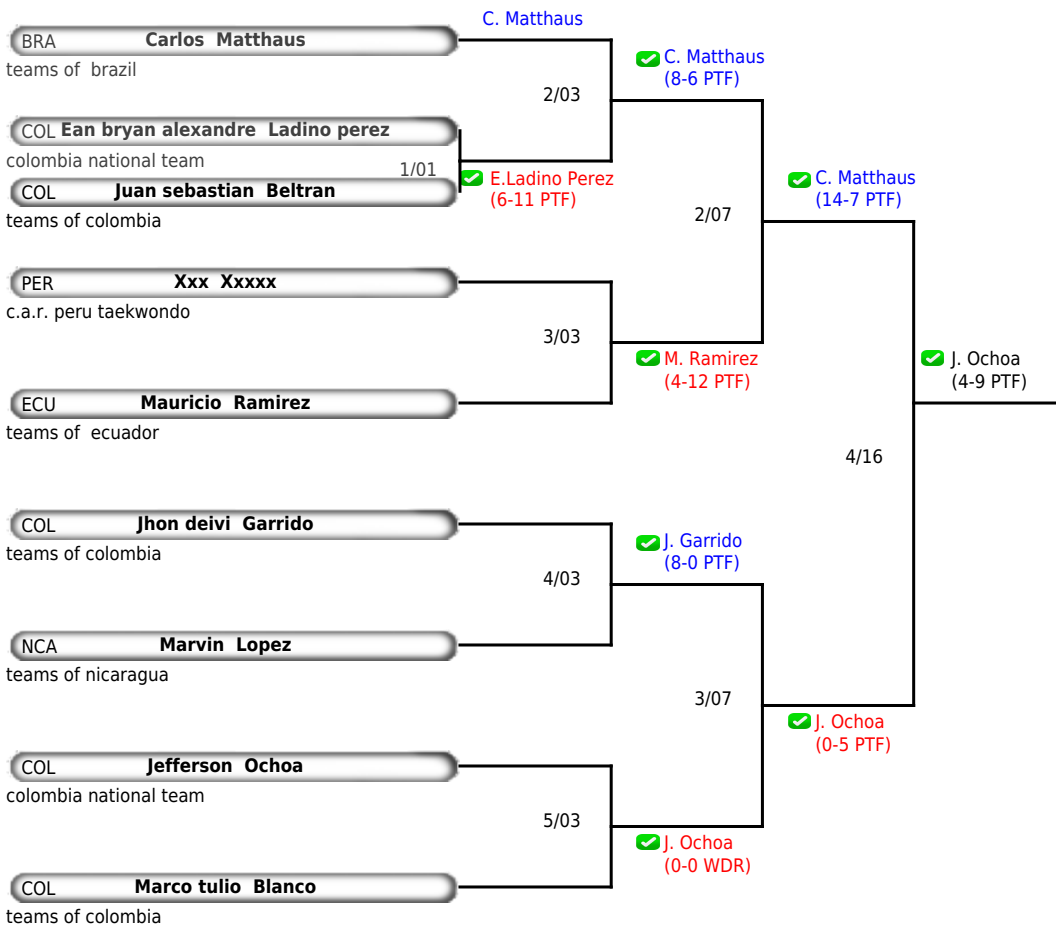 C. Matthaus
BRA Carlos Matthaus
teams of brazil
C. Matthaus
(8-6 PTF)
2/03
COL Ean bryan alexandre Ladino perez
colombia national team
1/01
E.Ladino Perez
(6-11 PTF)
COL Juan sebastian Beltran
teams of colombia
C. Matthaus
(14-7 PTF)
2/07
PER Xxx Xxxxx
c.a.r. peru taekwondo
3/03
M. Ramirez
(4-12 PTF)
J. Ochoa
(4-9 PTF)
ECU Mauricio Ramirez
teams of ecuador
4/16
COL Jhon deivi Garrido
teams of colombia
J. Garrido
(8-0 PTF)
4/03
NCA Marvin Lopez
teams of nicaragua
3/07
J. Ochoa
(0-5 PTF)
COL Jefferson Ochoa
colombia national team
5/03
J. Ochoa
(0-0 WDR)
COL Marco tulio Blanco
teams of colombia